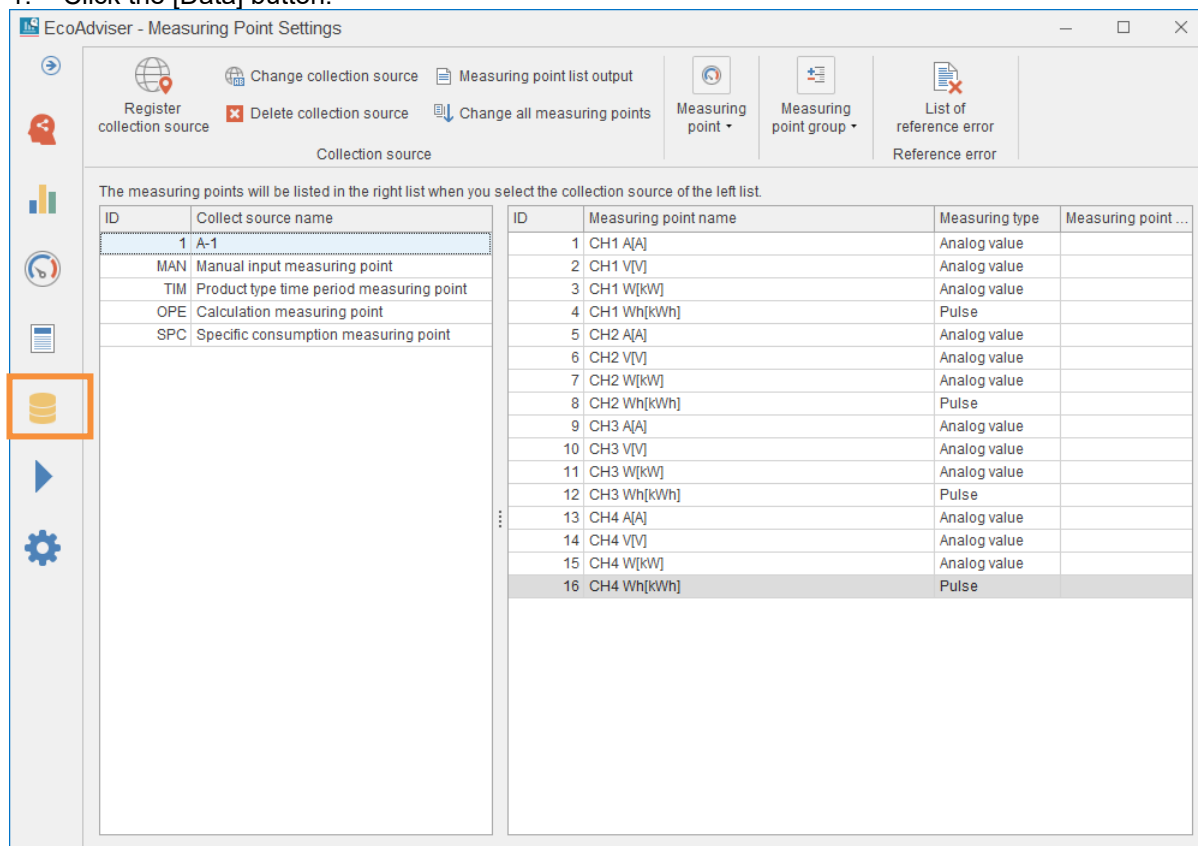 1. Click the [Data] button.
EcoAdviser - Measuring Point Settings
Register collection source
Change collection source
Measuring point list output
Delete collection source
Change all measuring points
Measuring point
Measuring point group
List of reference error
Collection source
Reference error
The measuring points will be listed in the right list when you select the collection source of the left list.
ID Collect source name
1 A-1
MAN Manual input measuring point
TIM Product type time period measuring point
OPE Calculation measuring point
SPC Specific consumption measuring point
ID Measuring point name Measuring type Measuring point ...
1 CH1 A[A] Analog value
2 CH1 V[V] Analog value
3 CH1 W[kW] Analog value
4 CH1 Wh[kWh] Pulse
5 CH2 A[A] Analog value
6 CH2 V[V] Analog value
7 CH2 W[kW] Analog value
8 CH2 Wh[kWh] Pulse
9 CH3 A[A] Analog value
10 CH3 V[V] Analog value
11 CH3 W[kW] Analog value
12 CH3 Wh[kWh] Pulse
13 CH4 A[A] Analog value
14 CH4 V[V] Analog value
15 CH4 W[kW] Analog value
16 CH4 Wh[kWh] Pulse